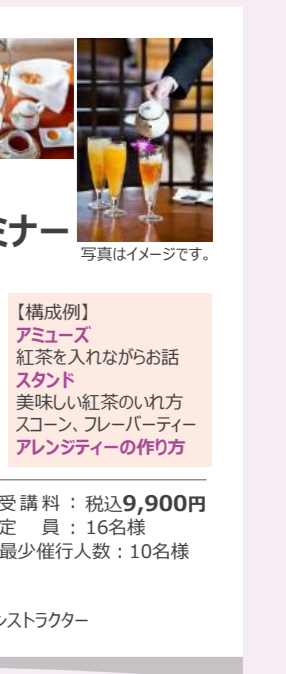 ミナー
写真はイメージです。
【構成例】
アミューズ
紅茶を入れながらお話
スタンド
美味しい紅茶のいれ方
スコーン、フレーバーティー
アレンジティーの作り方
受講料：税込9,900円
定　員：16名様
最少催行人数：10名様
ンストラクター